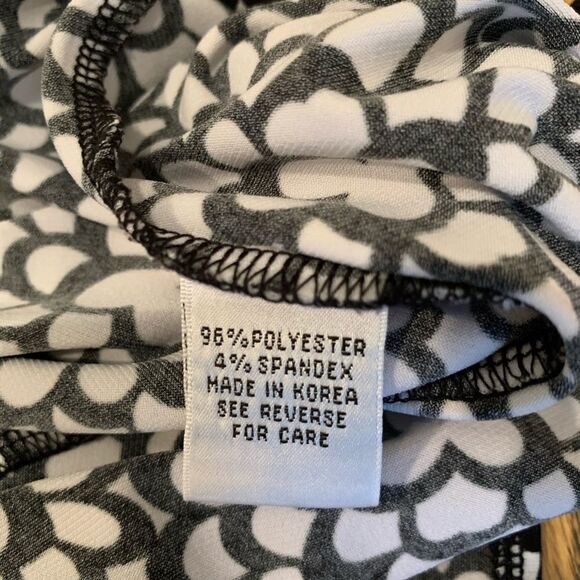 96%POLYESTER
4% SPANDEX
MADE IN KOREA
SEE REVERSE
FOR CARE